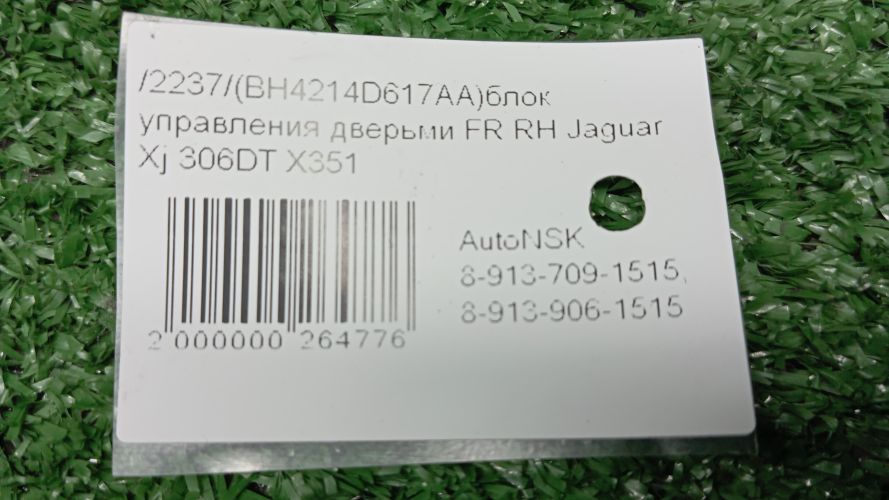 /2237/(BH4214D617AA)блок
управления дверьми FR RH Jaguar
Xj 306DT X351
AutoNSK
8-913-709-1515,
8-913-906-1515
2 000000 264776